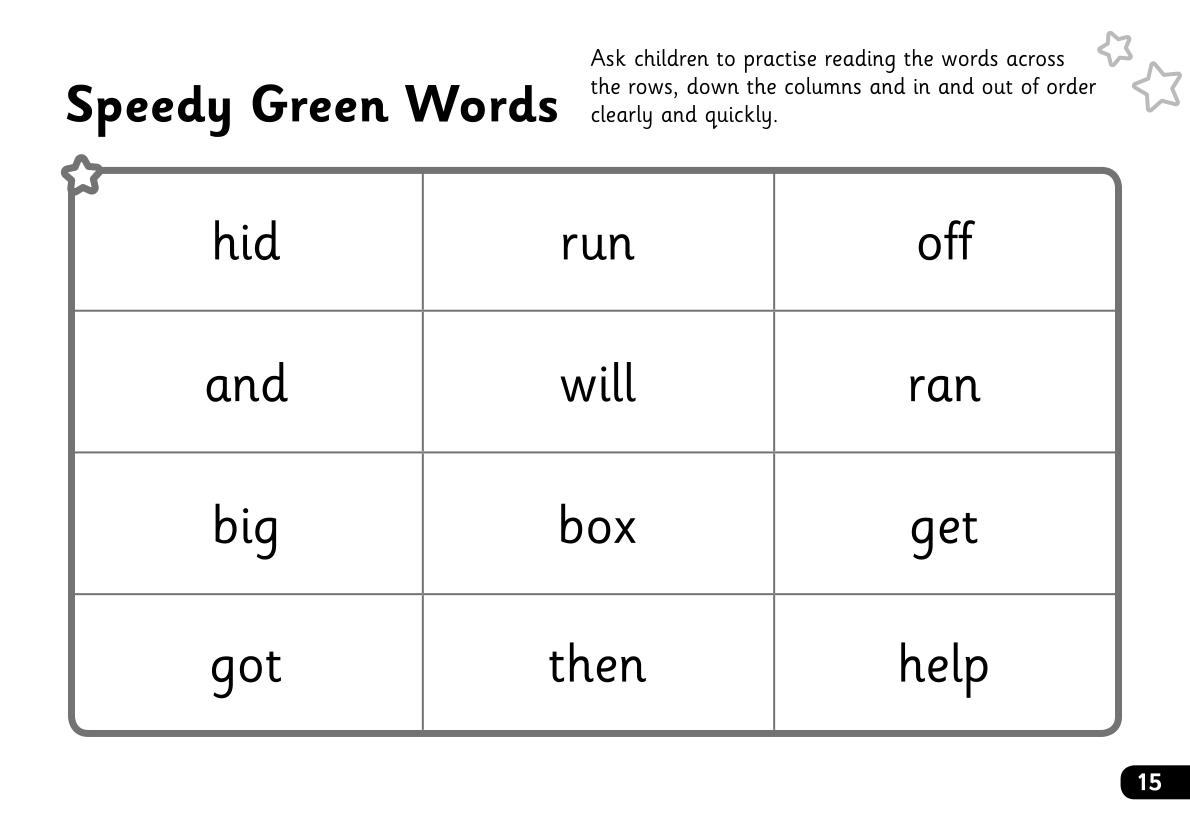 Speedy Green Words
Ask children to practise reading the words across
the rows, down the columns and in and out of order
clearly and quickly.
hid run off
and will ran
big box get
got then help
15